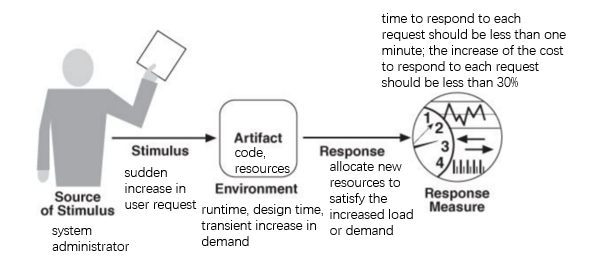 time to respond to each
request should be less than one
minute; the increase of the cost
to respond to each request
should be less than 30%
Source
of Stimulus
system
administrator
Stimulus
sudden
increase in
user request
Artifact
code,
resources
Environment
runtime, design time,
transient increase in
demand
Response
allocate new
resources to
satisfy the
increased load
or demand
1
2
3
4
Response
Measure